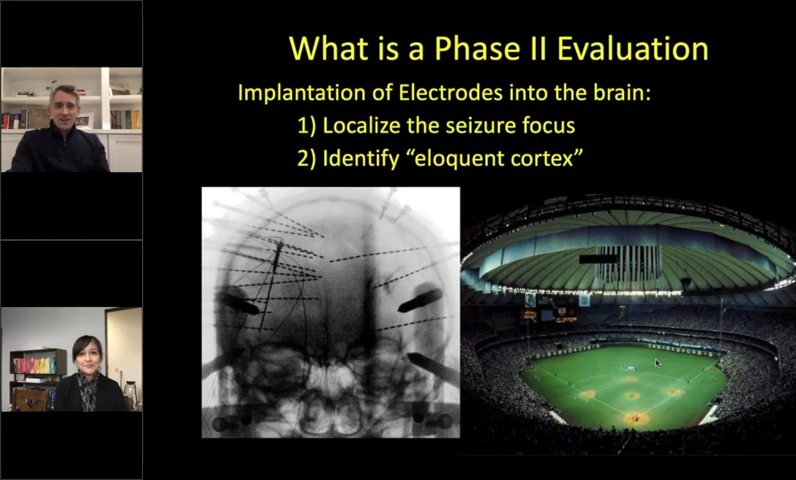 What is a Phase II Evaluation
Implantation of Electrodes into the brain:
1) Localize the seizure focus
2) Identify “eloquent cortex”